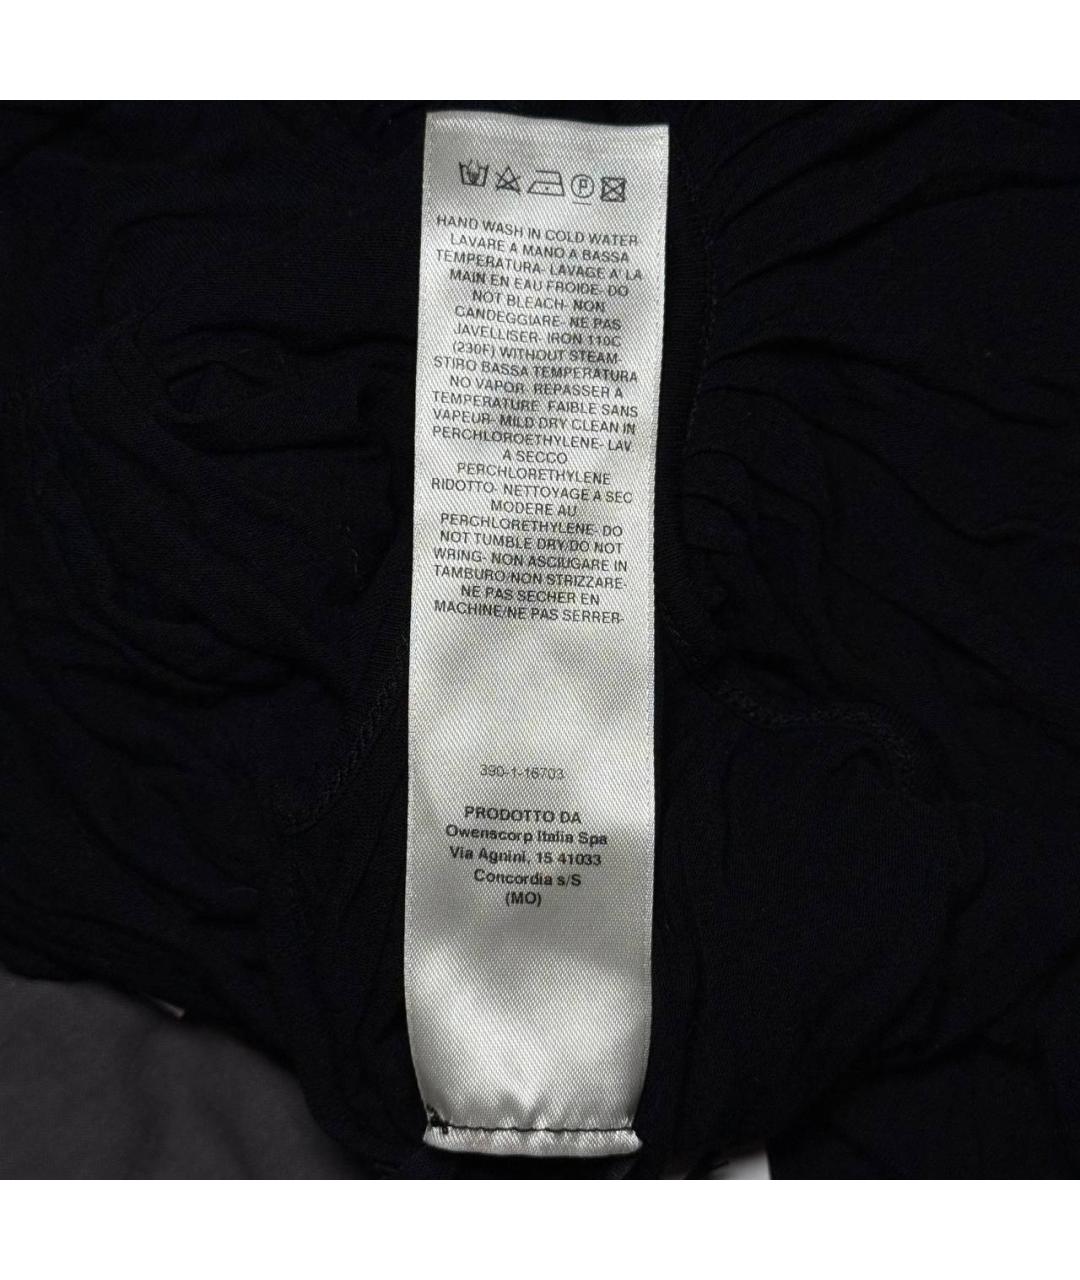 HAND WASH IN COLD WATER-
LAVARE A MANO A BASSA
TEMPERATURA- LAVAGE A' LA
MAIN EN EAU FROIDE- DO
NOT BLEACH- NON
CANDEGGIARE- NE PAS
JAVELLISER- IRON 110C
(230F) WITHOUT STEAM-
STIRO BASSA TEMPERATURA
NO VAPOR. REPASSER A
TEMPERATURE FAIBLE SANS
VAPEUR- MILD DRY CLEAN IN
PERCHLOROETHYLENE- LAV.
A SECCO
PERCHLORETHYLENE
RIDOTTO- NETTOYAGE A SEC
MODERE AU
PERCHLORETHYLENE- DO
NOT TUMBLE DRY/DO NOT
WRING- NON ASCIUGARE IN
TAMBURO/NON STRIZZARE-
NE PAS SECHER EN
MACHINE/NE PAS SERRER-
390-1-16703
PRODOTTO DA
Owenscorp Italia Spa
Via Agnini, 15 41033
Concordia s/S
(MO)